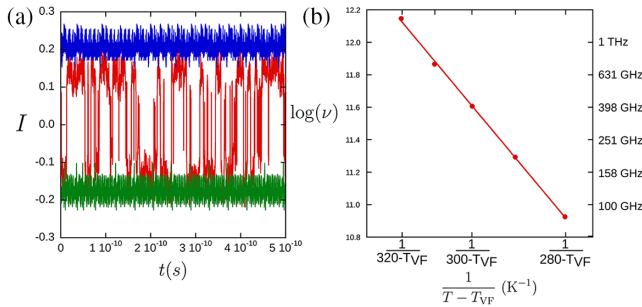 (a)
0.3
0.2
0.1
0.0
-0.1
-0.2
-0.3
I
0 1 10⁻¹⁰ 2 10⁻¹⁰ 3 10⁻¹⁰ 4 10⁻¹⁰ 5 10⁻¹⁰
t(s)
(b)
12.2
12.0
11.8
11.6
11.4
11.2
11.0
10.8
log(ν)
1 THz
631 GHz
398 GHz
251 GHz
158 GHz
100 GHz
1 1 1
320-T_VF 300-T_VF 280-T_VF
1
T − T_VF (K⁻¹)